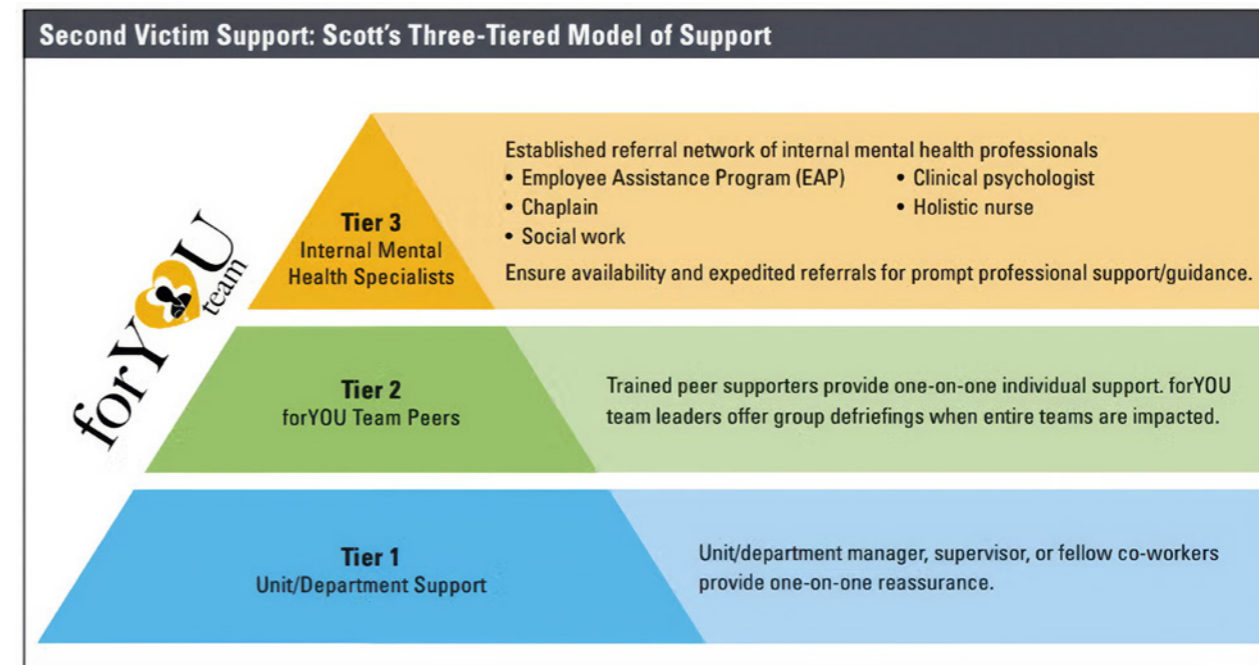 Second Victim Support: Scott's Three-Tiered Model of Support
forYOU
team
Tier 3
Internal Mental
Health Specialists
Established referral network of internal mental health professionals
• Employee Assistance Program (EAP)
• Chaplain
• Social work
• Clinical psychologist
• Holistic nurse
Ensure availability and expedited referrals for prompt professional support/guidance.
Tier 2
forYOU Team Peers
Trained peer supporters provide one-on-one individual support. forYOU
team leaders offer group defriefings when entire teams are impacted.
Tier 1
Unit/Department Support
Unit/department manager, supervisor, or fellow co-workers
provide one-on-one reassurance.